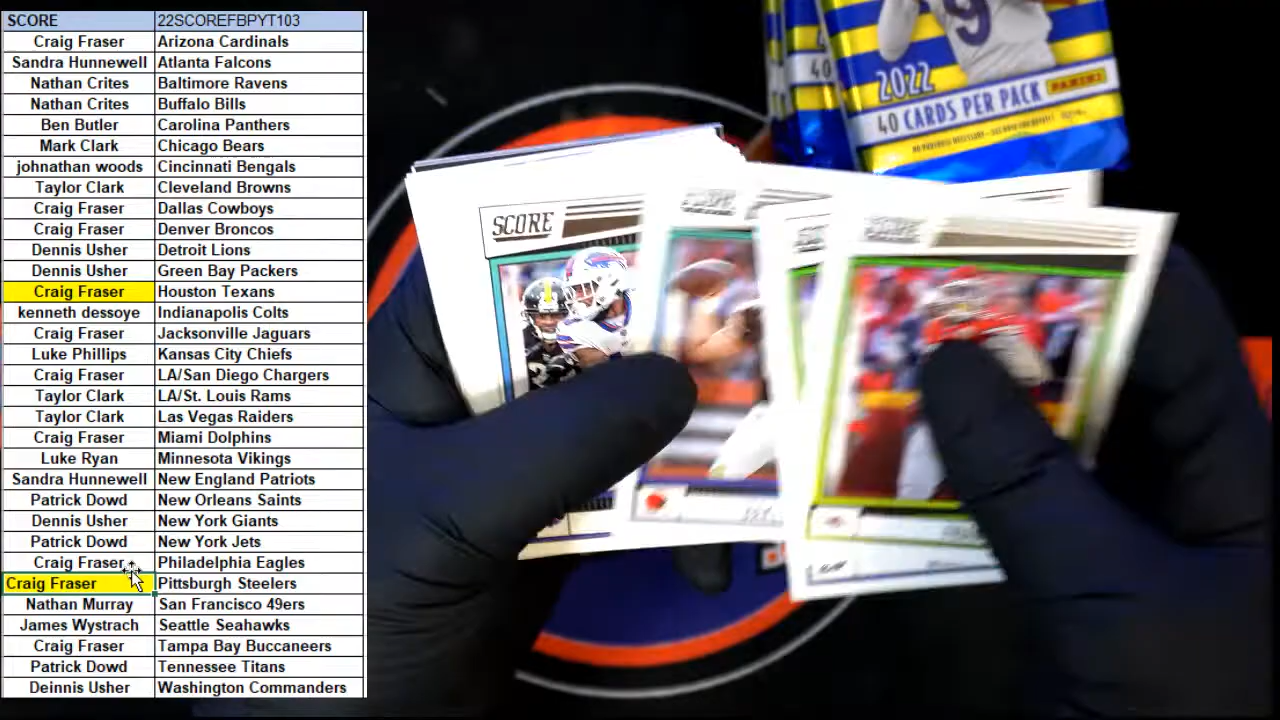 SCORE 22SCOREFBPYT103
Craig Fraser Arizona Cardinals
Sandra Hunnewell Atlanta Falcons
Nathan Crites Baltimore Ravens
Nathan Crites Buffalo Bills
Ben Butler Carolina Panthers
Mark Clark Chicago Bears
johnathan woods Cincinnati Bengals
Taylor Clark Cleveland Browns
Craig Fraser Dallas Cowboys
Craig Fraser Denver Broncos
Dennis Usher Detroit Lions
Dennis Usher Green Bay Packers
Craig Fraser Houston Texans
kenneth dessoye Indianapolis Colts
Craig Fraser Jacksonville Jaguars
Luke Phillips Kansas City Chiefs
Craig Fraser LA/San Diego Chargers
Taylor Clark LA/St. Louis Rams
Taylor Clark Las Vegas Raiders
Craig Fraser Miami Dolphins
Luke Ryan Minnesota Vikings
Sandra Hunnewell New England Patriots
Patrick Dowd New Orleans Saints
Dennis Usher New York Giants
Patrick Dowd New York Jets
Craig Fraser Philadelphia Eagles
Craig Fraser Pittsburgh Steelers
Nathan Murray San Francisco 49ers
James Wystrach Seattle Seahawks
Craig Fraser Tampa Bay Buccaneers
Patrick Dowd Tennessee Titans
Deinnis Usher Washington Commanders
9
2022
40 CARDS PER PACK PANINI
40
SCORE
SCORE
SCORE